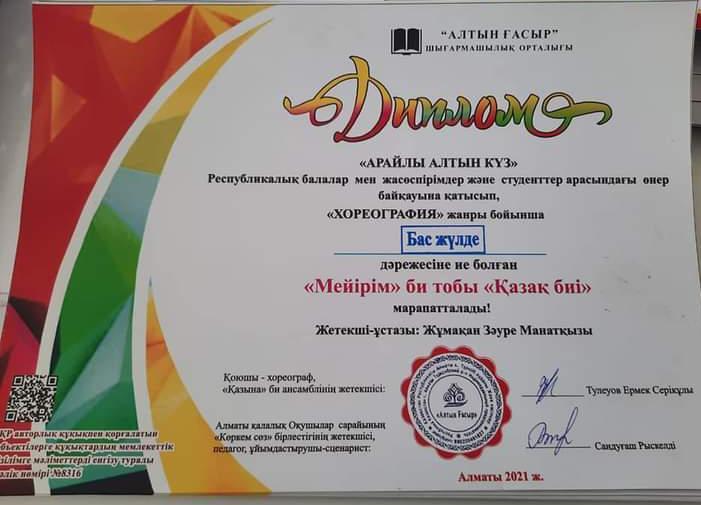 "АЛТЫН ҒАСЫР"
ШЫҒАРМАШЫЛЫҚ ОРТАЛЫҒЫ
Диплом
«АРАЙЛЫ АЛТЫН КҮЗ»
Республикалық балалар мен жасөспірімдер және студенттер арасындағы өнер
байқауына қатысып,
«ХОРЕОГРАФИЯ» жанры бойынша
Бас жүлде
дәрежесіне ие болған
«Мейірім» би тобы «Қазақ биі»
марапатталады!
Жетекші-ұстазы: Жұмақан Зәуре Манатқызы
Қоюшы - хореограф,
«Қазына» би ансамблінің жетекшісі:
Тулеуов Ермек Серікұлы
«Алтын Ғасыр»
Алматы қалалық Оқушылар сарайының
«Көркем сөз» бірлестігінің жетекшісі,
педагог, ұйымдастырушы-сценарист:
Сандуғаш Рыскелді
ҚР авторлық құқықпен қорғалатын
объектілерге құқықтардың мемлекеттік
ізілімге мәліметтерді енгізу туралы
әлік нөмірі №8316
Алматы 2021 ж.